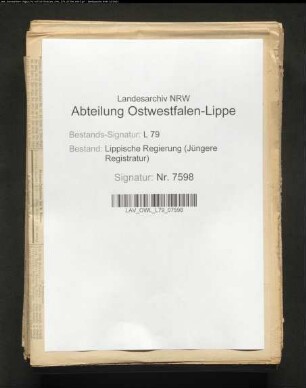 Landesarchiv NRW
Abteilung Ostwestfalen-Lippe
Bestands-Signatur: L 79
Bestand: Lippische Regierung (Jüngere
Registratur)
Signatur: Nr. 7598
LAV_OWL_L79_07598